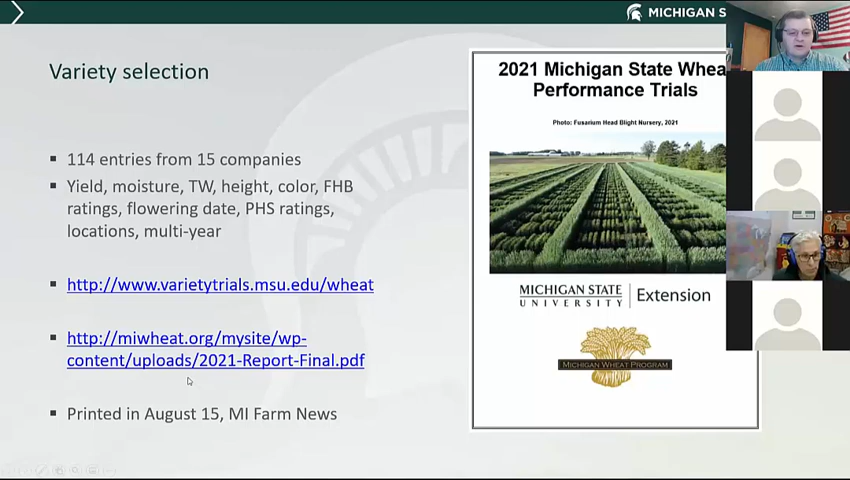 MICHIGAN S
Variety selection
114 entries from 15 companies
Yield, moisture, TW, height, color, FHB
ratings, flowering date, PHS ratings,
locations, multi-year
http://www.varietytrials.msu.edu/wheat
http://miwheat.org/mysite/wp-
content/uploads/2021-Report-Final.pdf
Printed in August 15, MI Farm News
2021 Michigan State Whea
Performance Trials
Photo: Fusarium Head Blight Nursery, 2021
MICHIGAN STATE
UNIVERSITY
Extension
MICHIGAN WHEAT PROGRAM